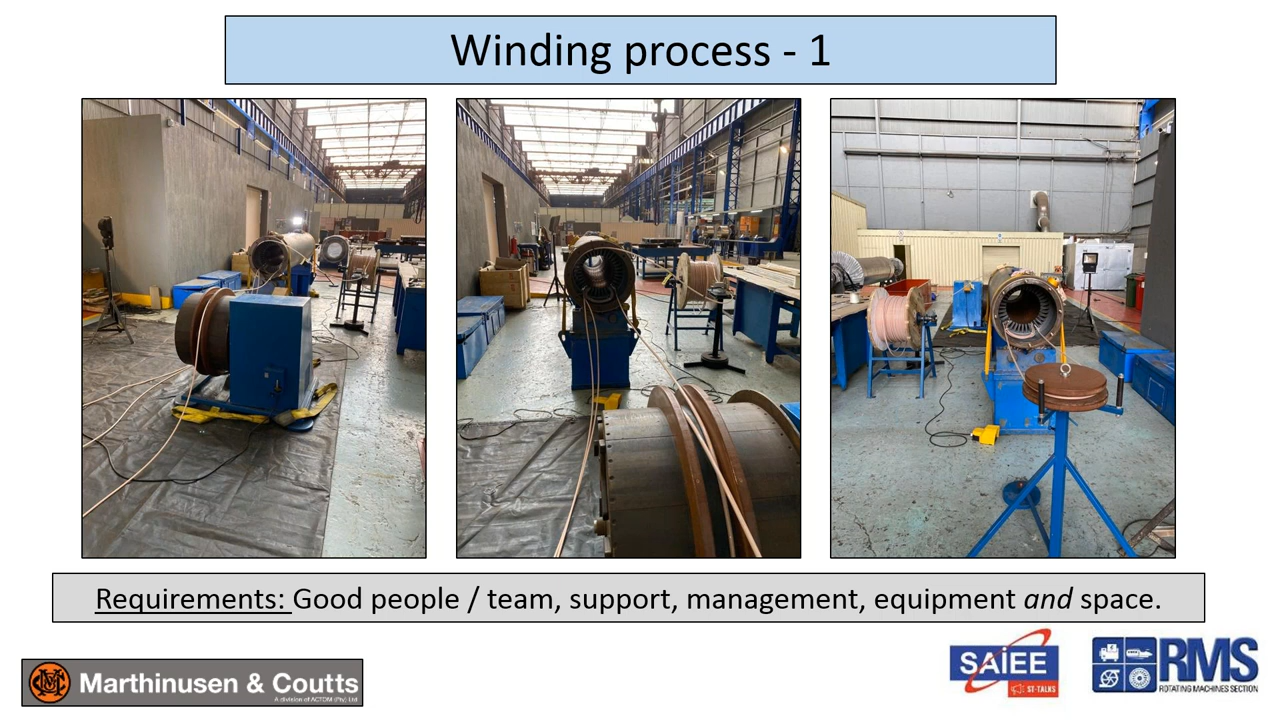 Winding process - 1
Requirements: Good people / team, support, management, equipment and space.
Marthinusen & Coutts
A division of ACTOM (Pty) Ltd
SAIEE
ST-TALKS
RMS
ROTATING MACHINES SECTION